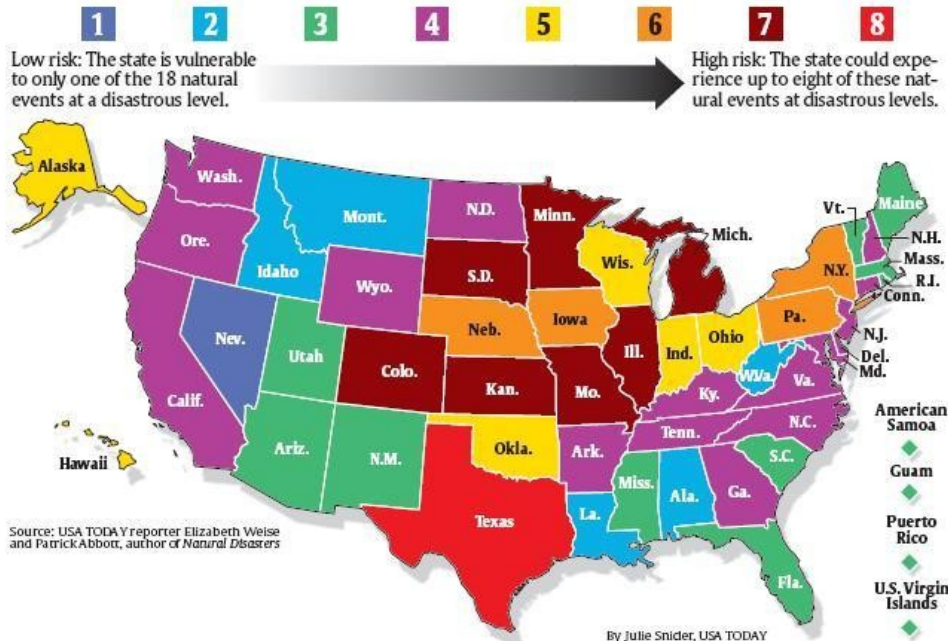 1
2
3
4
5
6
7
8
Low risk: The state is vulnerable
to only one of the 18 natural
events at a disastrous level.
High risk: The state could expe-
rience up to eight of these nat-
ural events at disastrous levels.
Alaska
Wash.
Ore.
Calif.
Nev.
Idaho
Mont.
Wyo.
Utah
Ariz.
Colo.
N.M.
N.D.
S.D.
Neb.
Kan.
Okla.
Texas
Minn.
Iowa
Mo.
Ark.
La.
Wis.
Ill.
Mich.
Ind.
Ohio
Ky.
Tenn.
Miss.
Ala.
Ga.
Fla.
S.C.
N.C.
Va.
W.Va.
Pa.
N.Y.
Vt.
Maine
N.H.
Mass.
R.I.
Conn.
N.J.
Del.
Md.
Hawaii
American
Samoa
Guam
Puerto
Rico
U.S. Virgin
Islands
Source: USA TODAY reporter Elizabeth Weise
and Patrick Abbott, author of Natural Disasters
By Julie Snider, USA TODAY